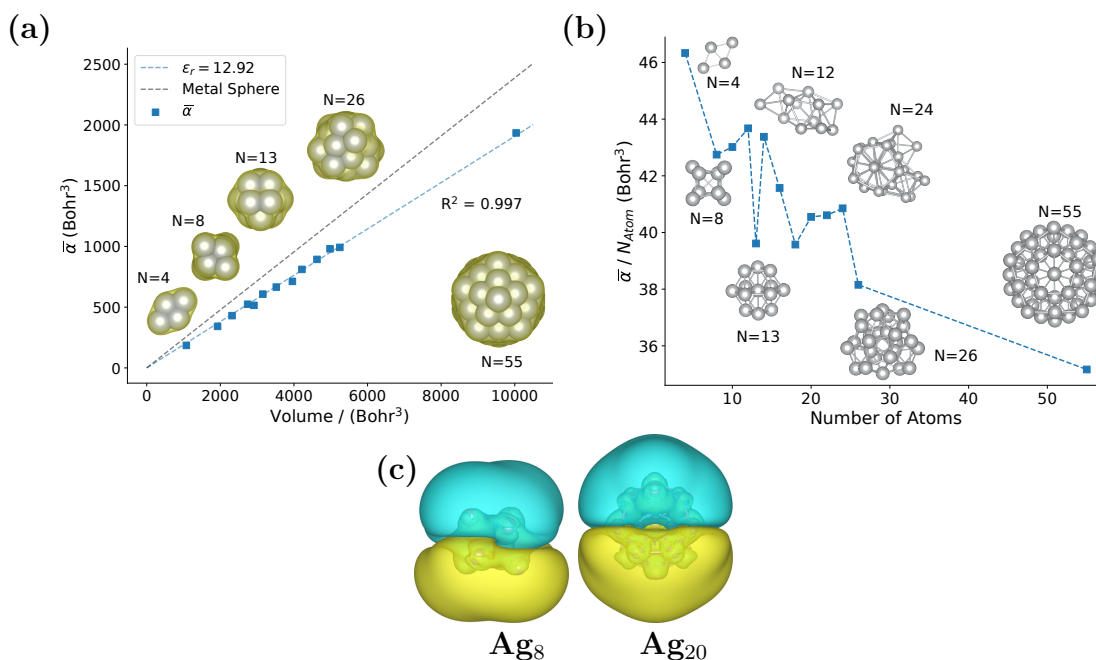 (a)
ε_r = 12.92
Metal Sphere
α̅
N=4
N=8
N=13
N=26
N=55
R² = 0.997
α̅ (Bohr³)
2500
2000
1500
1000
500
0
0 2000 4000 6000 8000 10000
Volume / (Bohr³)
(b)
N=4
N=12
N=24
N=8
N=55
N=13
N=26
α̅ / N_Atom (Bohr³)
46
44
42
40
38
36
10 20 30 40 50
Number of Atoms
(c)
Ag₈ Ag₂₀